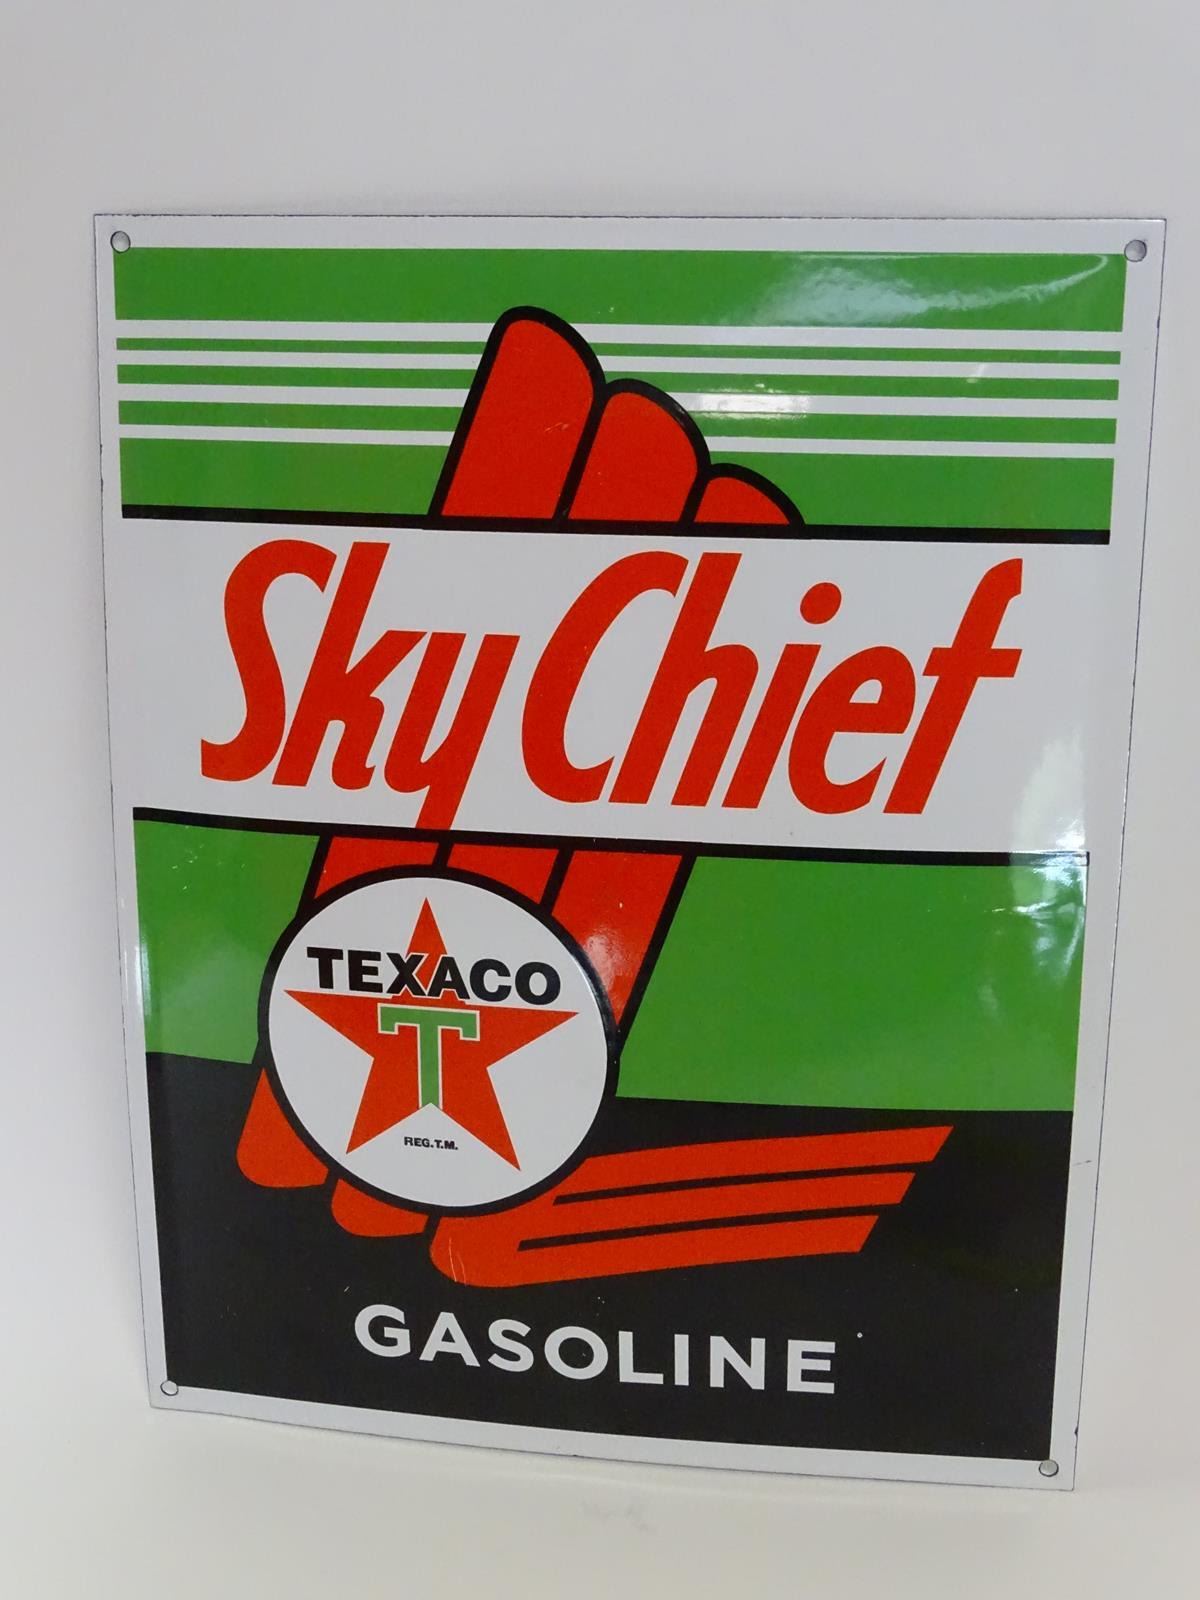 Sky Chief
TEXACO
T
REG.T.M.
GASOLINE